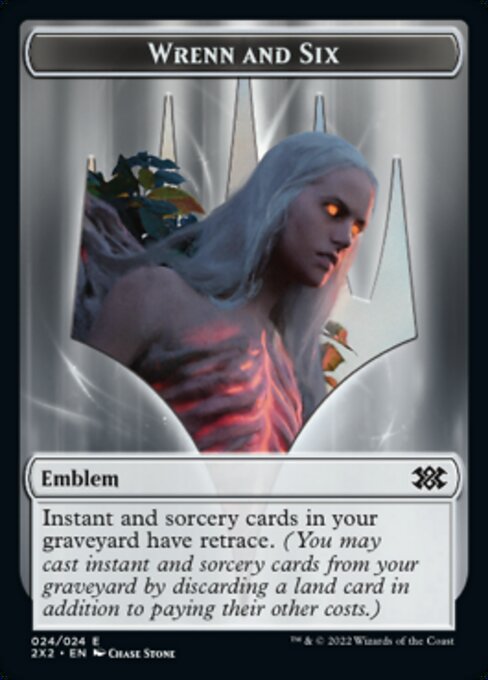 Wrenn and Six
Emblem
Instant and sorcery cards in your
graveyard have retrace. (You may
cast instant and sorcery cards from your
graveyard by discarding a land card in
addition to paying their other costs.)
024/024 E
2X2 • EN Chase Stone
™ & © 2022 Wizards of the Coast